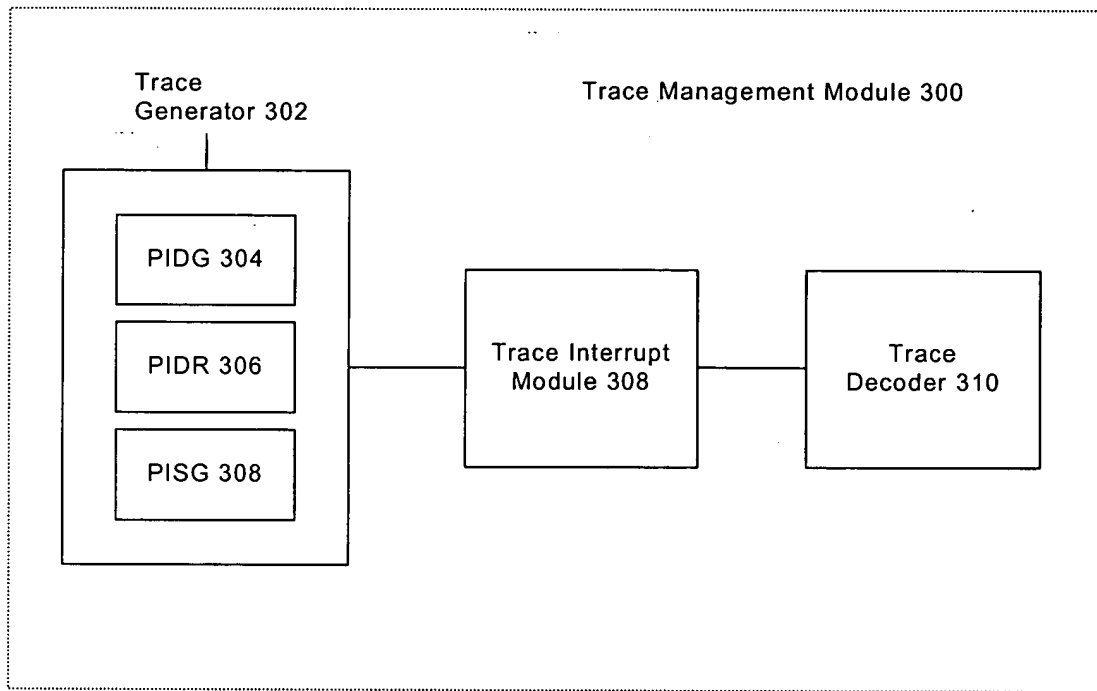 Trace
Generator 302
Trace Management Module 300
PIDG 304
PIDR 306
PISG 308
Trace Interrupt
Module 308
Trace
Decoder 310